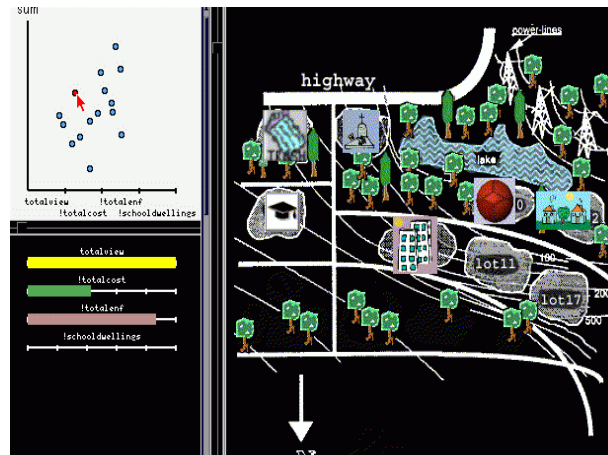 sum
totalview !totalenf
!totalcost !schooldwellings
totalview
!totalcost
!totalenf
!schooldwellings
power-lines
highway
lake
0
2
lot11
100
lot17
200
500